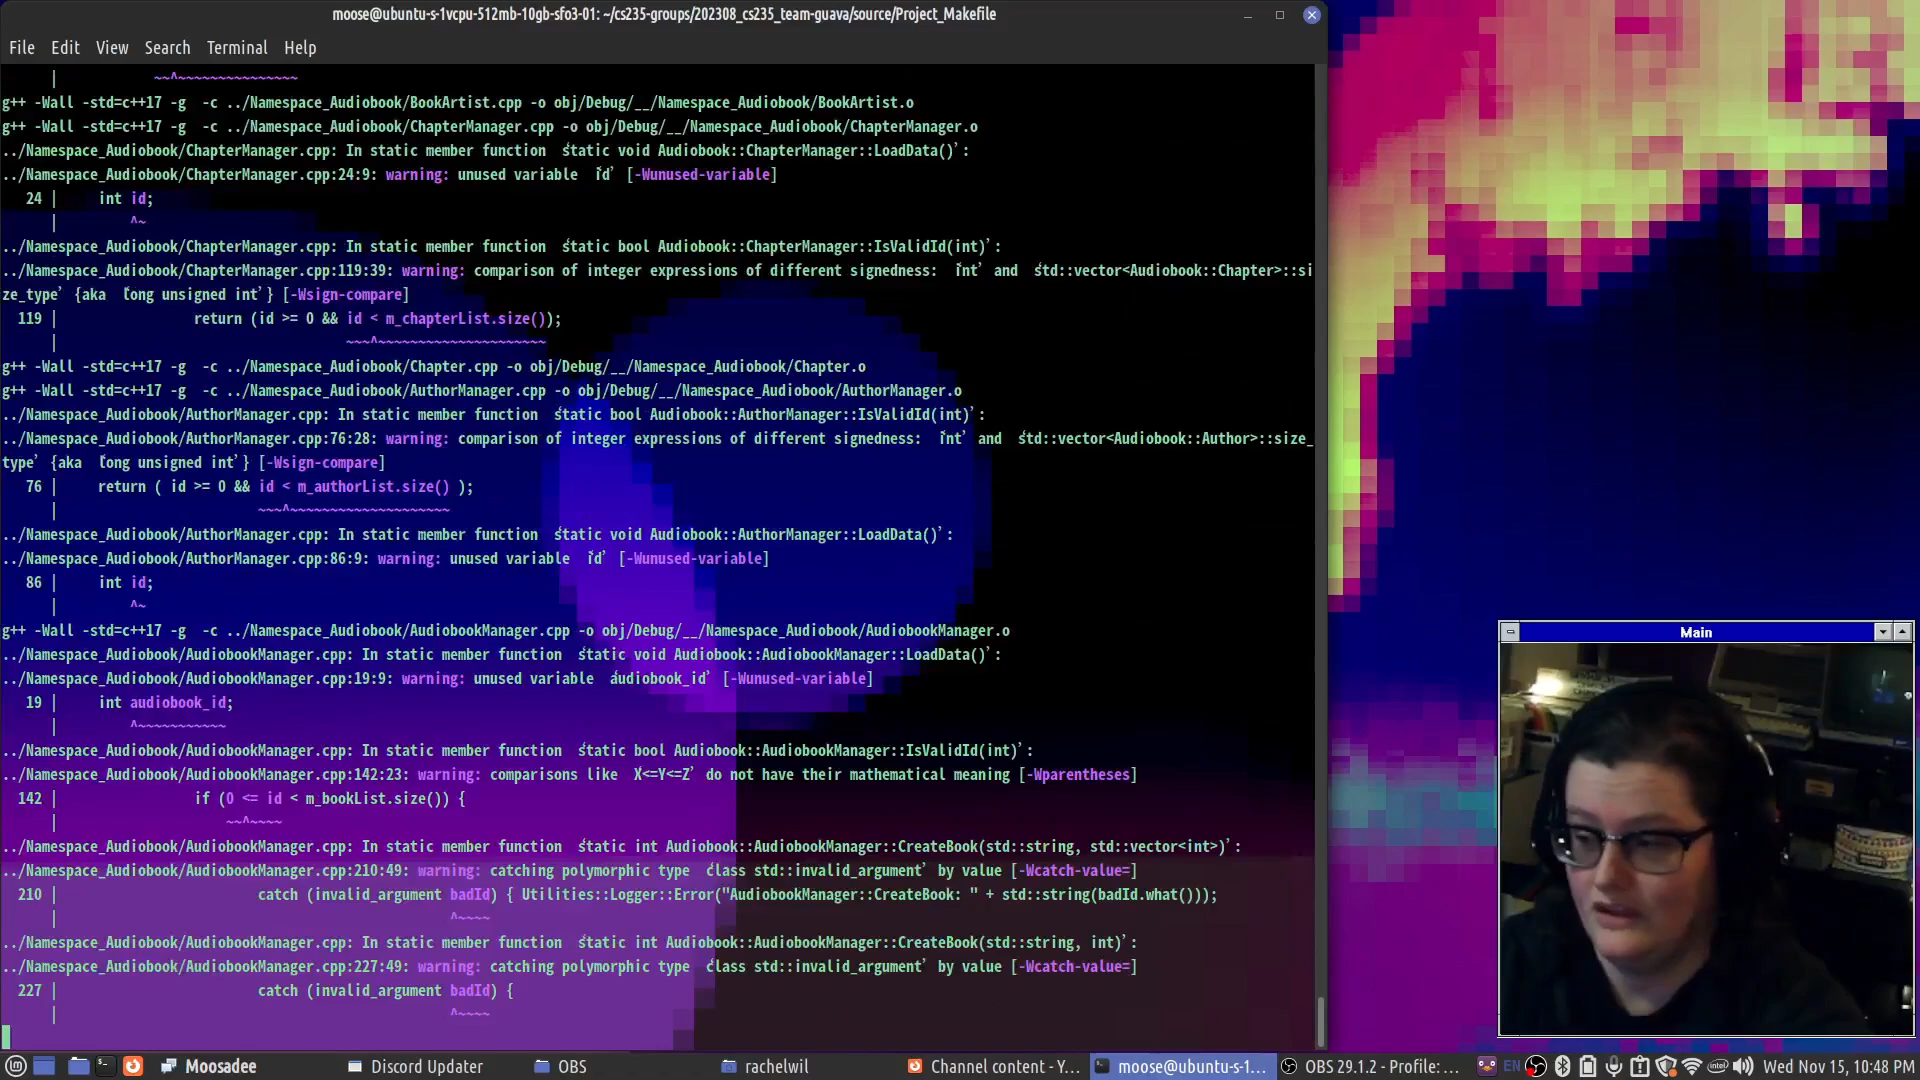 moose@ubuntu-s-1vcpu-512mb-10gb-sfo3-01: ~/cs235-groups/202308_cs235_team-guava/source/Project_Makefile
File Edit View Search Terminal Help
| ~~^~~~~~~~~~~~~~~~
g++ -Wall -std=c++17 -g  -c ../Namespace_Audiobook/BookArtist.cpp -o obj/Debug/__/Namespace_Audiobook/BookArtist.o
g++ -Wall -std=c++17 -g  -c ../Namespace_Audiobook/ChapterManager.cpp -o obj/Debug/__/Namespace_Audiobook/ChapterManager.o
../Namespace_Audiobook/ChapterManager.cpp: In static member function ‘static void Audiobook::ChapterManager::LoadData()’:
../Namespace_Audiobook/ChapterManager.cpp:24:9: warning: unused variable ‘id’ [-Wunused-variable]
24 |     int id;
|         ^~
../Namespace_Audiobook/ChapterManager.cpp: In static member function ‘static bool Audiobook::ChapterManager::IsValidId(int)’:
../Namespace_Audiobook/ChapterManager.cpp:119:39: warning: comparison of integer expressions of different signedness: ‘int’ and ‘std::vector<Audiobook::Chapter>::si
ze_type’ {aka ‘long unsigned int’} [-Wsign-compare]
119 |                 return (id >= 0 && id < m_chapterList.size());
|                                    ~~~^~~~~~~~~~~~~~~~~~~~~~
g++ -Wall -std=c++17 -g  -c ../Namespace_Audiobook/Chapter.cpp -o obj/Debug/__/Namespace_Audiobook/Chapter.o
g++ -Wall -std=c++17 -g  -c ../Namespace_Audiobook/AuthorManager.cpp -o obj/Debug/__/Namespace_Audiobook/AuthorManager.o
../Namespace_Audiobook/AuthorManager.cpp: In static member function ‘static bool Audiobook::AuthorManager::IsValidId(int)’:
../Namespace_Audiobook/AuthorManager.cpp:76:28: warning: comparison of integer expressions of different signedness: ‘int’ and ‘std::vector<Audiobook::Author>::size_
type’ {aka ‘long unsigned int’} [-Wsign-compare]
76 |     return ( id >= 0 && id < m_authorList.size() );
|                         ~~~^~~~~~~~~~~~~~~~~~~~~
../Namespace_Audiobook/AuthorManager.cpp: In static member function ‘static void Audiobook::AuthorManager::LoadData()’:
../Namespace_Audiobook/AuthorManager.cpp:86:9: warning: unused variable ‘id’ [-Wunused-variable]
86 |     int id;
|         ^~
g++ -Wall -std=c++17 -g  -c ../Namespace_Audiobook/AudiobookManager.cpp -o obj/Debug/__/Namespace_Audiobook/AudiobookManager.o
../Namespace_Audiobook/AudiobookManager.cpp: In static member function ‘static void Audiobook::AudiobookManager::LoadData()’:
../Namespace_Audiobook/AudiobookManager.cpp:19:9: warning: unused variable ‘audiobook_id’ [-Wunused-variable]
19 |     int audiobook_id;
|         ^~~~~~~~~~~~
../Namespace_Audiobook/AudiobookManager.cpp: In static member function ‘static bool Audiobook::AudiobookManager::IsValidId(int)’:
../Namespace_Audiobook/AudiobookManager.cpp:142:23: warning: comparisons like ‘X<=Y<=Z’ do not have their mathematical meaning [-Wparentheses]
142 |                 if (0 <= id < m_bookList.size()) {
|                     ~~^~~~~
../Namespace_Audiobook/AudiobookManager.cpp: In static member function ‘static int Audiobook::AudiobookManager::CreateBook(std::string, std::vector<int>)’:
../Namespace_Audiobook/AudiobookManager.cpp:210:49: warning: catching polymorphic type ‘class std::invalid_argument’ by value [-Wcatch-value=]
210 |                         catch (invalid_argument badId) { Utilities::Logger::Error("AudiobookManager::CreateBook: " + std::string(badId.what()));
|                                                 ^~~~~
../Namespace_Audiobook/AudiobookManager.cpp: In static member function ‘static int Audiobook::AudiobookManager::CreateBook(std::string, int)’:
../Namespace_Audiobook/AudiobookManager.cpp:227:49: warning: catching polymorphic type ‘class std::invalid_argument’ by value [-Wcatch-value=]
227 |                         catch (invalid_argument badId) {
|                                                 ^~~~~
Main
Moosadee Discord Updater OBS rachelwil Channel content - Y... moose@ubuntu-s-1... OBS 29.1.2 - Profile: ... EN Wed Nov 15, 10:48 PM